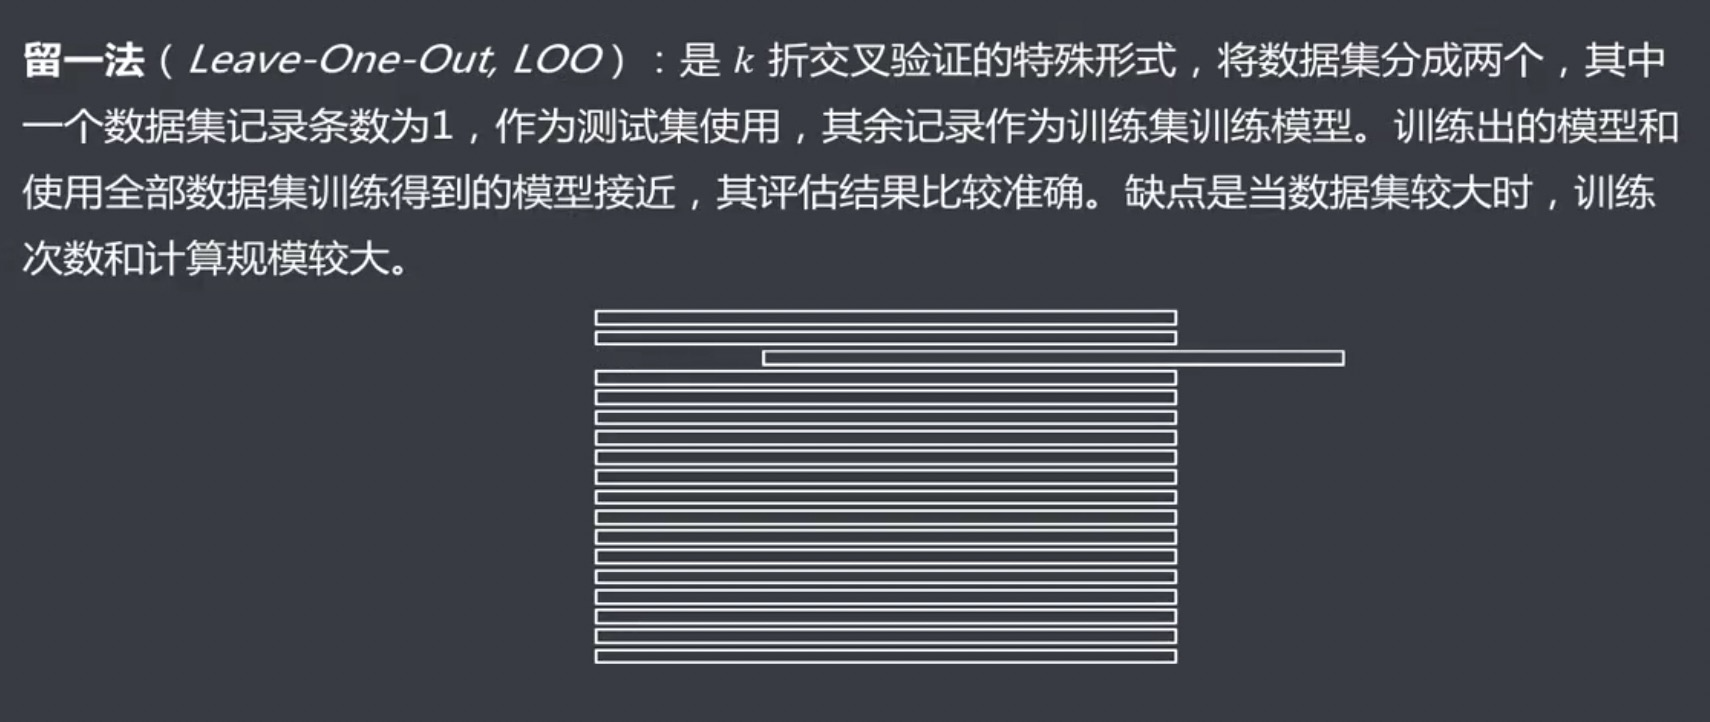 留一法（Leave-One-Out, LOO）：是 k 折交叉验证的特殊形式，将数据集分成两个，其中
一个数据集记录条数为1，作为测试集使用，其余记录作为训练集训练模型。训练出的模型和
使用全部数据集训练得到的模型接近，其评估结果比较准确。缺点是当数据集较大时，训练
次数和计算规模较大。